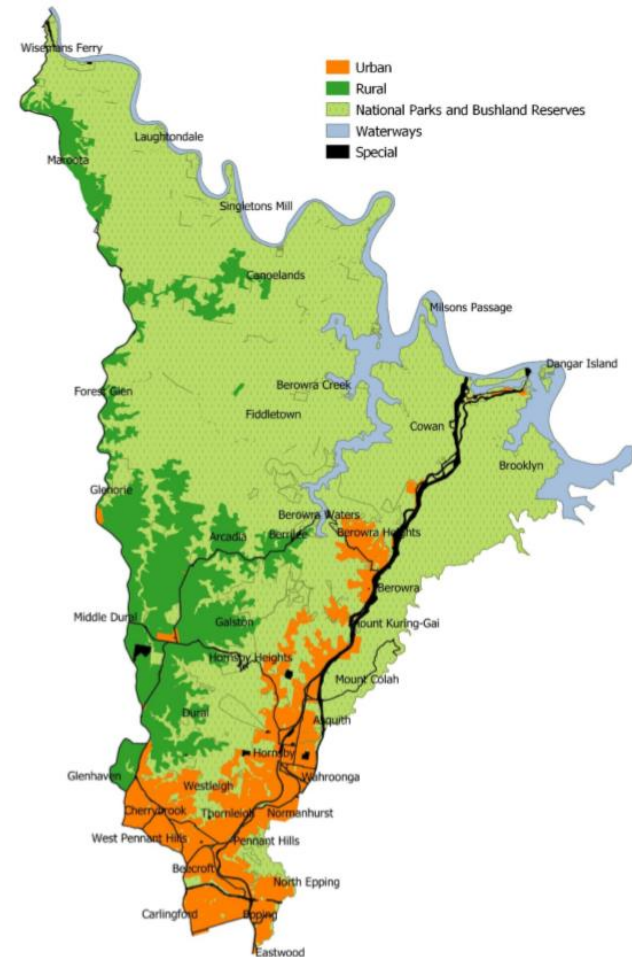 Wisemans Ferry
Urban
Rural
National Parks and Bushland Reserves
Waterways
Special
Laughtondale
Maroota
Singletons Mill
Canoelands
Milsons Passage
Dangar Island
Forest Glen
Berowra Creek
Fiddletown
Cowan
Brooklyn
Glenorie
Berowra Waters
Arcadia
Berrilee
Berowra Heights
Berowra
Middle Dural
Galston
Mount Kuring-Gai
Hornsby Heights
Mount Colah
Dural
Asquith
Hornsby
Glenhaven
Wahroonga
Westleigh
Cherrybrook
Thornleigh
Normanhurst
West Pennant Hills
Pennant Hills
Beecroft
North Epping
Carlingford
Epping
Eastwood